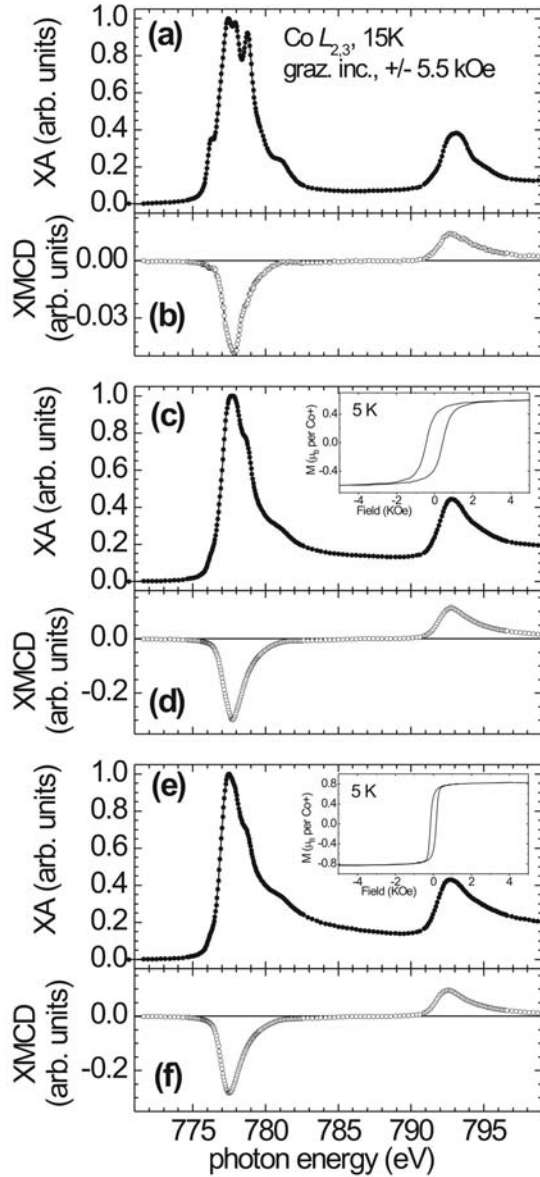 (a)
Co L2,3, 15K
graz. inc., +/- 5.5 kOe
XA (arb. units)
1.0
0.8
0.6
0.4
0.2
0.0
(b)
XMCD
(arb. units)
0.00
-0.03
(c)
XA (arb. units)
1.0
0.8
0.6
0.4
0.2
0.0
5 K
M (μB per Co+)
0.4
0.0
-0.4
-4 -2 0 2 4
Field (KOe)
(d)
XMCD
(arb. units)
0.0
-0.2
(e)
XA (arb. units)
1.0
0.8
0.6
0.4
0.2
0.0
5 K
M (μB per Co+)
0.8
0.4
0.0
-0.4
-0.8
-4 -2 0 2 4
Field (KOe)
(f)
XMCD
(arb. units)
0.0
-0.2
775 780 785 790 795
photon energy (eV)